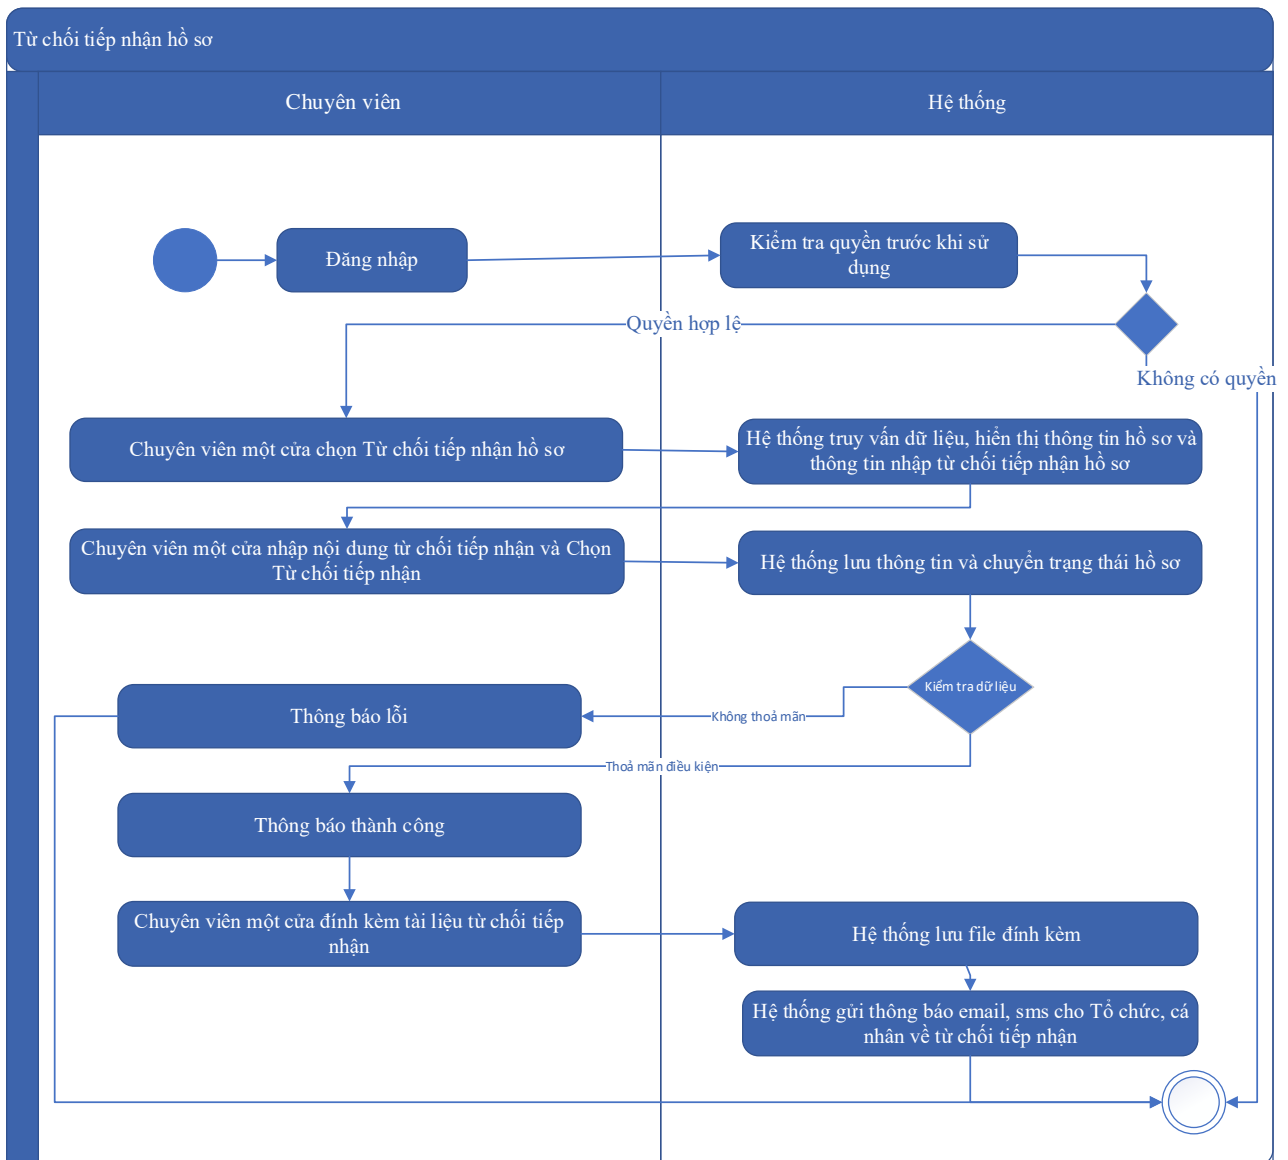 Từ chối tiếp nhận hồ sơ
Chuyên viên
Hệ thống
Đăng nhập
Kiểm tra quyền trước khi sử
dụng
Quyền hợp lệ
Không có quyền
Chuyên viên một cửa chọn Từ chối tiếp nhận hồ sơ
Hệ thống truy vấn dữ liệu, hiển thị thông tin hồ sơ và
thông tin nhập từ chối tiếp nhận hồ sơ
Chuyên viên một cửa nhập nội dung từ chối tiếp nhận và Chọn
Từ chối tiếp nhận
Hệ thống lưu thông tin và chuyển trạng thái hồ sơ
Kiểm tra dữ liệu
Thông báo lỗi
Không thoả mãn
Thoả mãn điều kiện
Thông báo thành công
Chuyên viên một cửa đính kèm tài liệu từ chối tiếp
nhận
Hệ thống lưu file đính kèm
Hệ thống gửi thông báo email, sms cho Tổ chức, cá
nhân về từ chối tiếp nhận